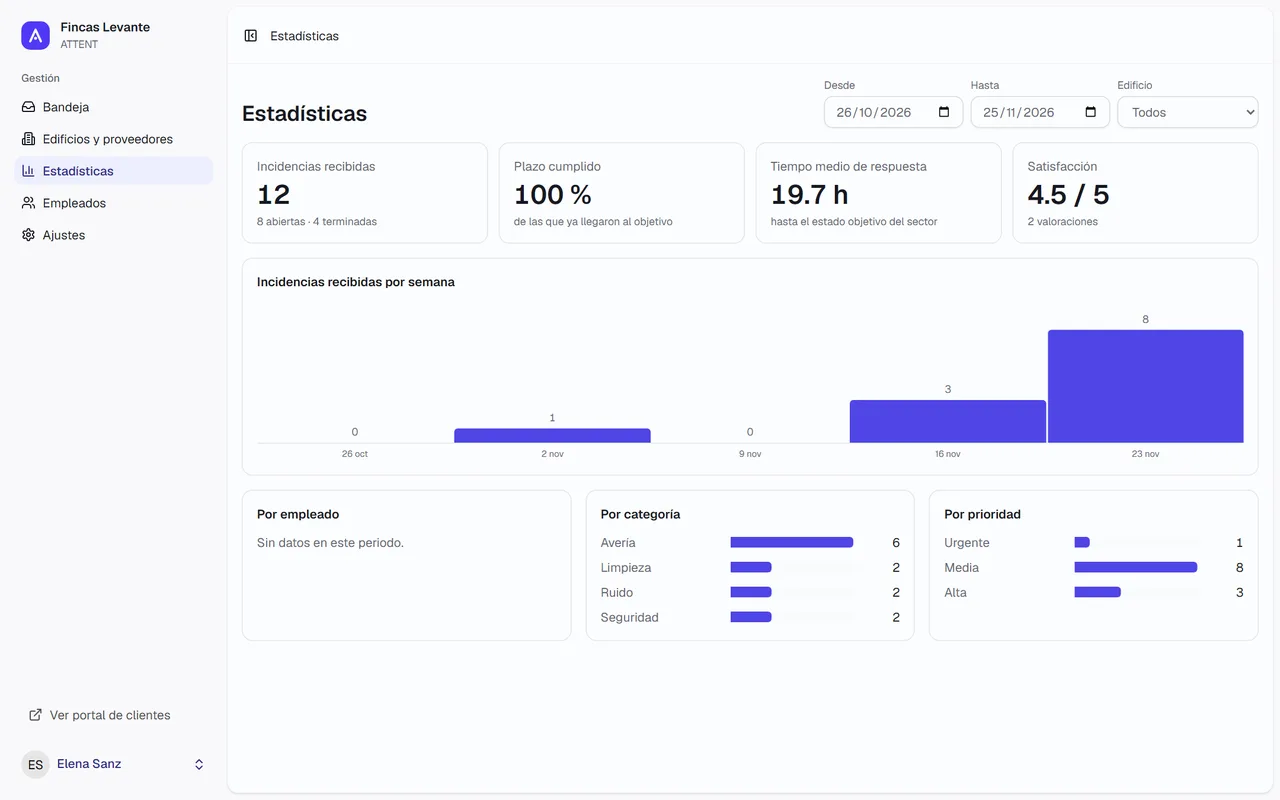 Fincas Levante
ATTENT
Gestión
Bandeja
Edificios y proveedores
Estadísticas
Empleados
Ajustes
Ver portal de clientes
ES
Elena Sanz
Estadísticas
Estadísticas
Desde
26/10/2026
Hasta
25/11/2026
Edificio
Todos
Incidencias recibidas
12
8 abiertas · 4 terminadas
Plazo cumplido
100 %
de las que ya llegaron al objetivo
Tiempo medio de respuesta
19.7 h
hasta el estado objetivo del sector
Satisfacción
4.5 / 5
2 valoraciones
Incidencias recibidas por semana
0 1 0 3 8
26 oct 2 nov 9 nov 16 nov 23 nov
Por empleado
Sin datos en este periodo.
Por categoría
Avería 6
Limpieza 2
Ruido 2
Seguridad 2
Por prioridad
Urgente 1
Media 8
Alta 3